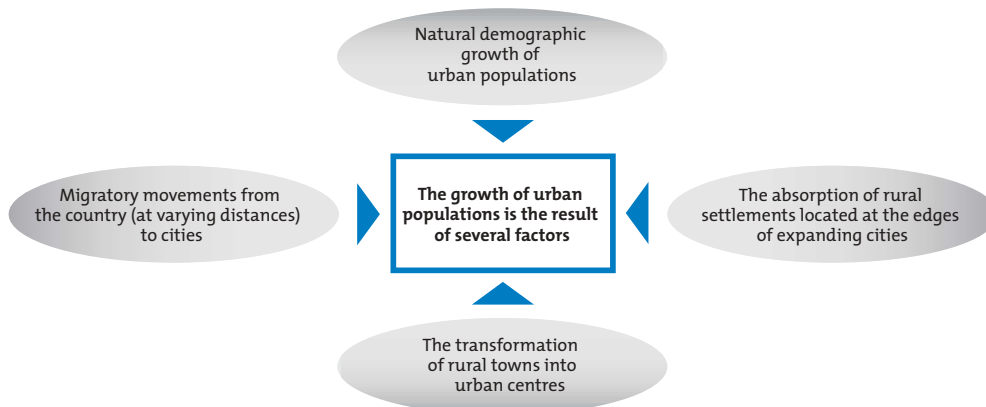 Natural demographic
growth of
urban populations
Migratory movements from
the country (at varying distances)
to cities
The growth of urban
populations is the result
of several factors
The absorption of rural
settlements located at the edges
of expanding cities
The transformation
of rural towns into
urban centres